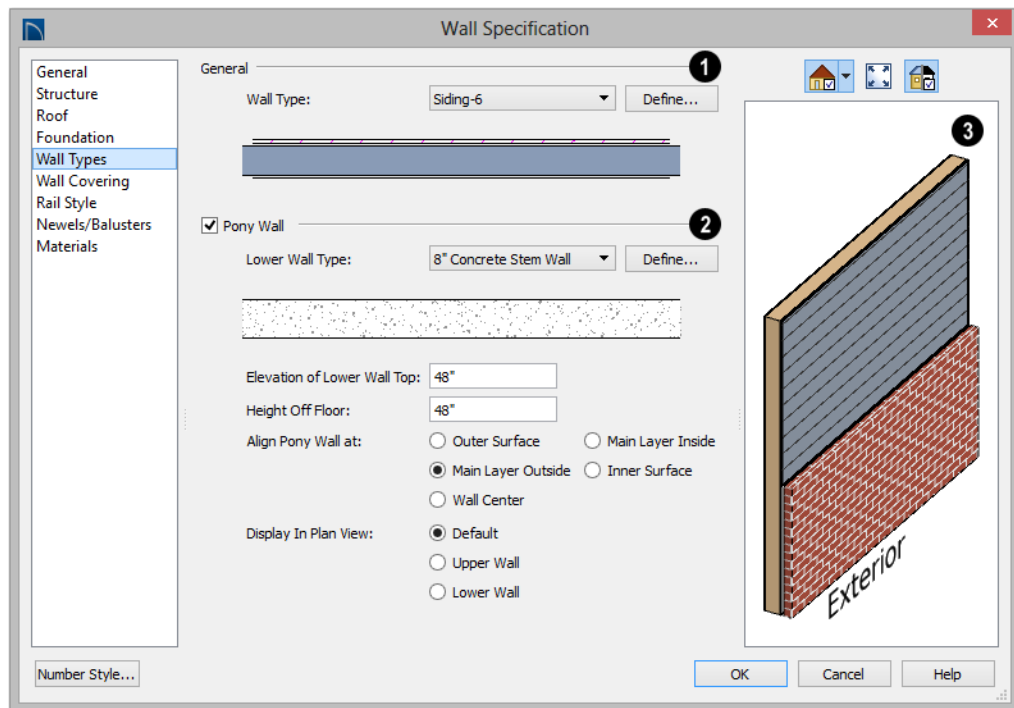 Wall Specification
General
Structure
Roof
Foundation
Wall Types
Wall Covering
Rail Style
Newels/Balusters
Materials
General
1
Wall Type:
Siding-6
Define...
Pony Wall
2
Lower Wall Type:
8" Concrete Stem Wall
Define...
Elevation of Lower Wall Top:
48"
Height Off Floor:
48"
Align Pony Wall at:
Outer Surface
Main Layer Inside
Main Layer Outside
Inner Surface
Wall Center
Display In Plan View:
Default
Upper Wall
Lower Wall
3
Exterior
Number Style...
OK
Cancel
Help